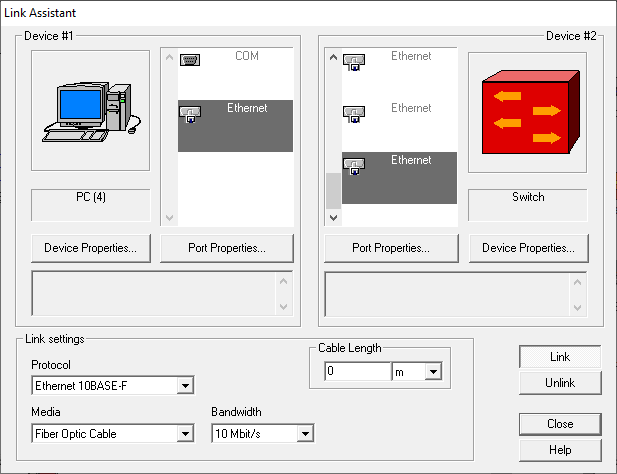 Link Assistant
Device #1
COM
Ethernet
PC (4)
Device Properties...
Port Properties...
Device #2
Ethernet
Ethernet
Ethernet
Switch
Port Properties...
Device Properties...
Link settings
Protocol
Ethernet 10BASE-F
Media
Fiber Optic Cable
Bandwidth
10 Mbit/s
Cable Length
0
m
Link
Unlink
Close
Help